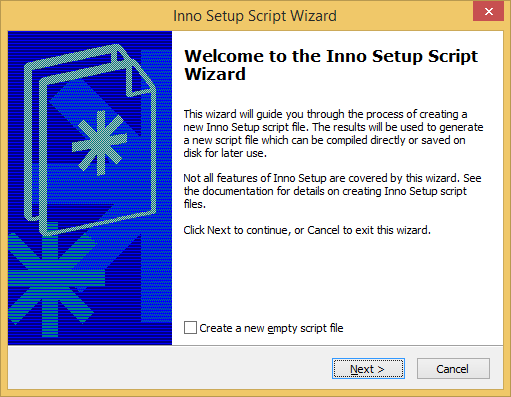 Inno Setup Script Wizard
Welcome to the Inno Setup Script
Wizard
This wizard will guide you through the process of creating a
new Inno Setup script file. The results will be used to generate
a new script file which can be compiled directly or saved on
disk for later use.
Not all features of Inno Setup are covered by this wizard. See
the documentation for details on creating Inno Setup script
files.
Click Next to continue, or Cancel to exit this wizard.
Create a new empty script file
Next >
Cancel